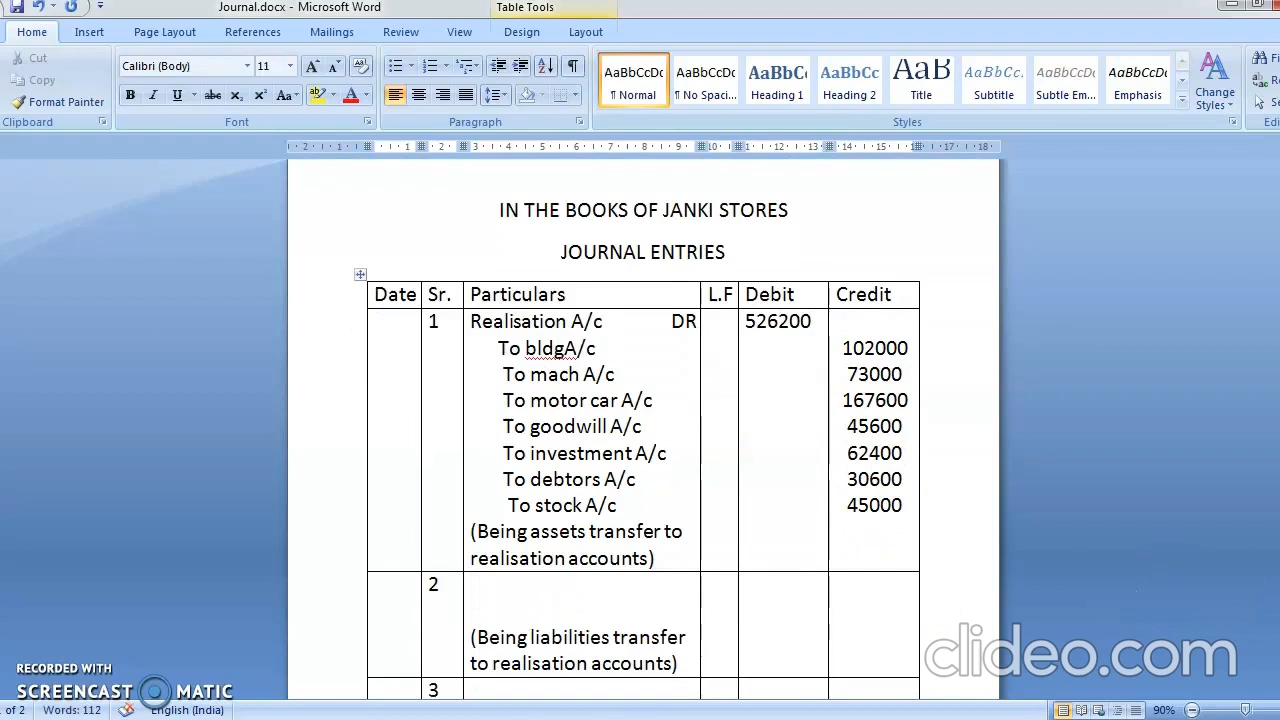 Journal.docx - Microsoft Word
Table Tools
Home Insert Page Layout References Mailings Review View Design Layout
Cut
Copy
Format Painter
Clipboard
Calibri (Body) 11
Font
Paragraph
AaBbCcDc AaBbCcDc AaBbCc AaBbCc AaB AaBbCc. AaBbCcDc AaBbCcDc
¶ Normal ¶ No Spaci... Heading 1 Heading 2 Title Subtitle Subtle Em... Emphasis
Change Styles
Styles
IN THE BOOKS OF JANKI STORES
JOURNAL ENTRIES
Date Sr. Particulars L.F Debit Credit
1 Realisation A/c DR 526200
To bldgA/c 102000
To mach A/c 73000
To motor car A/c 167600
To goodwill A/c 45600
To investment A/c 62400
To debtors A/c 30600
To stock A/c 45000
(Being assets transfer to
realisation accounts)
2
(Being liabilities transfer
to realisation accounts)
3
clideo.com
RECORDED WITH
SCREENCAST MATIC
1 of 2 Words: 112 English (India) 90%